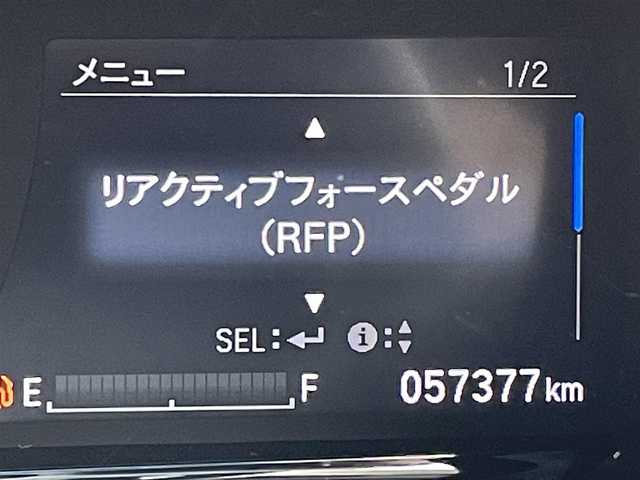 メニュー 1/2
リアクティブフォースペダル
(RFP)
SEL: i:
E F 057377km